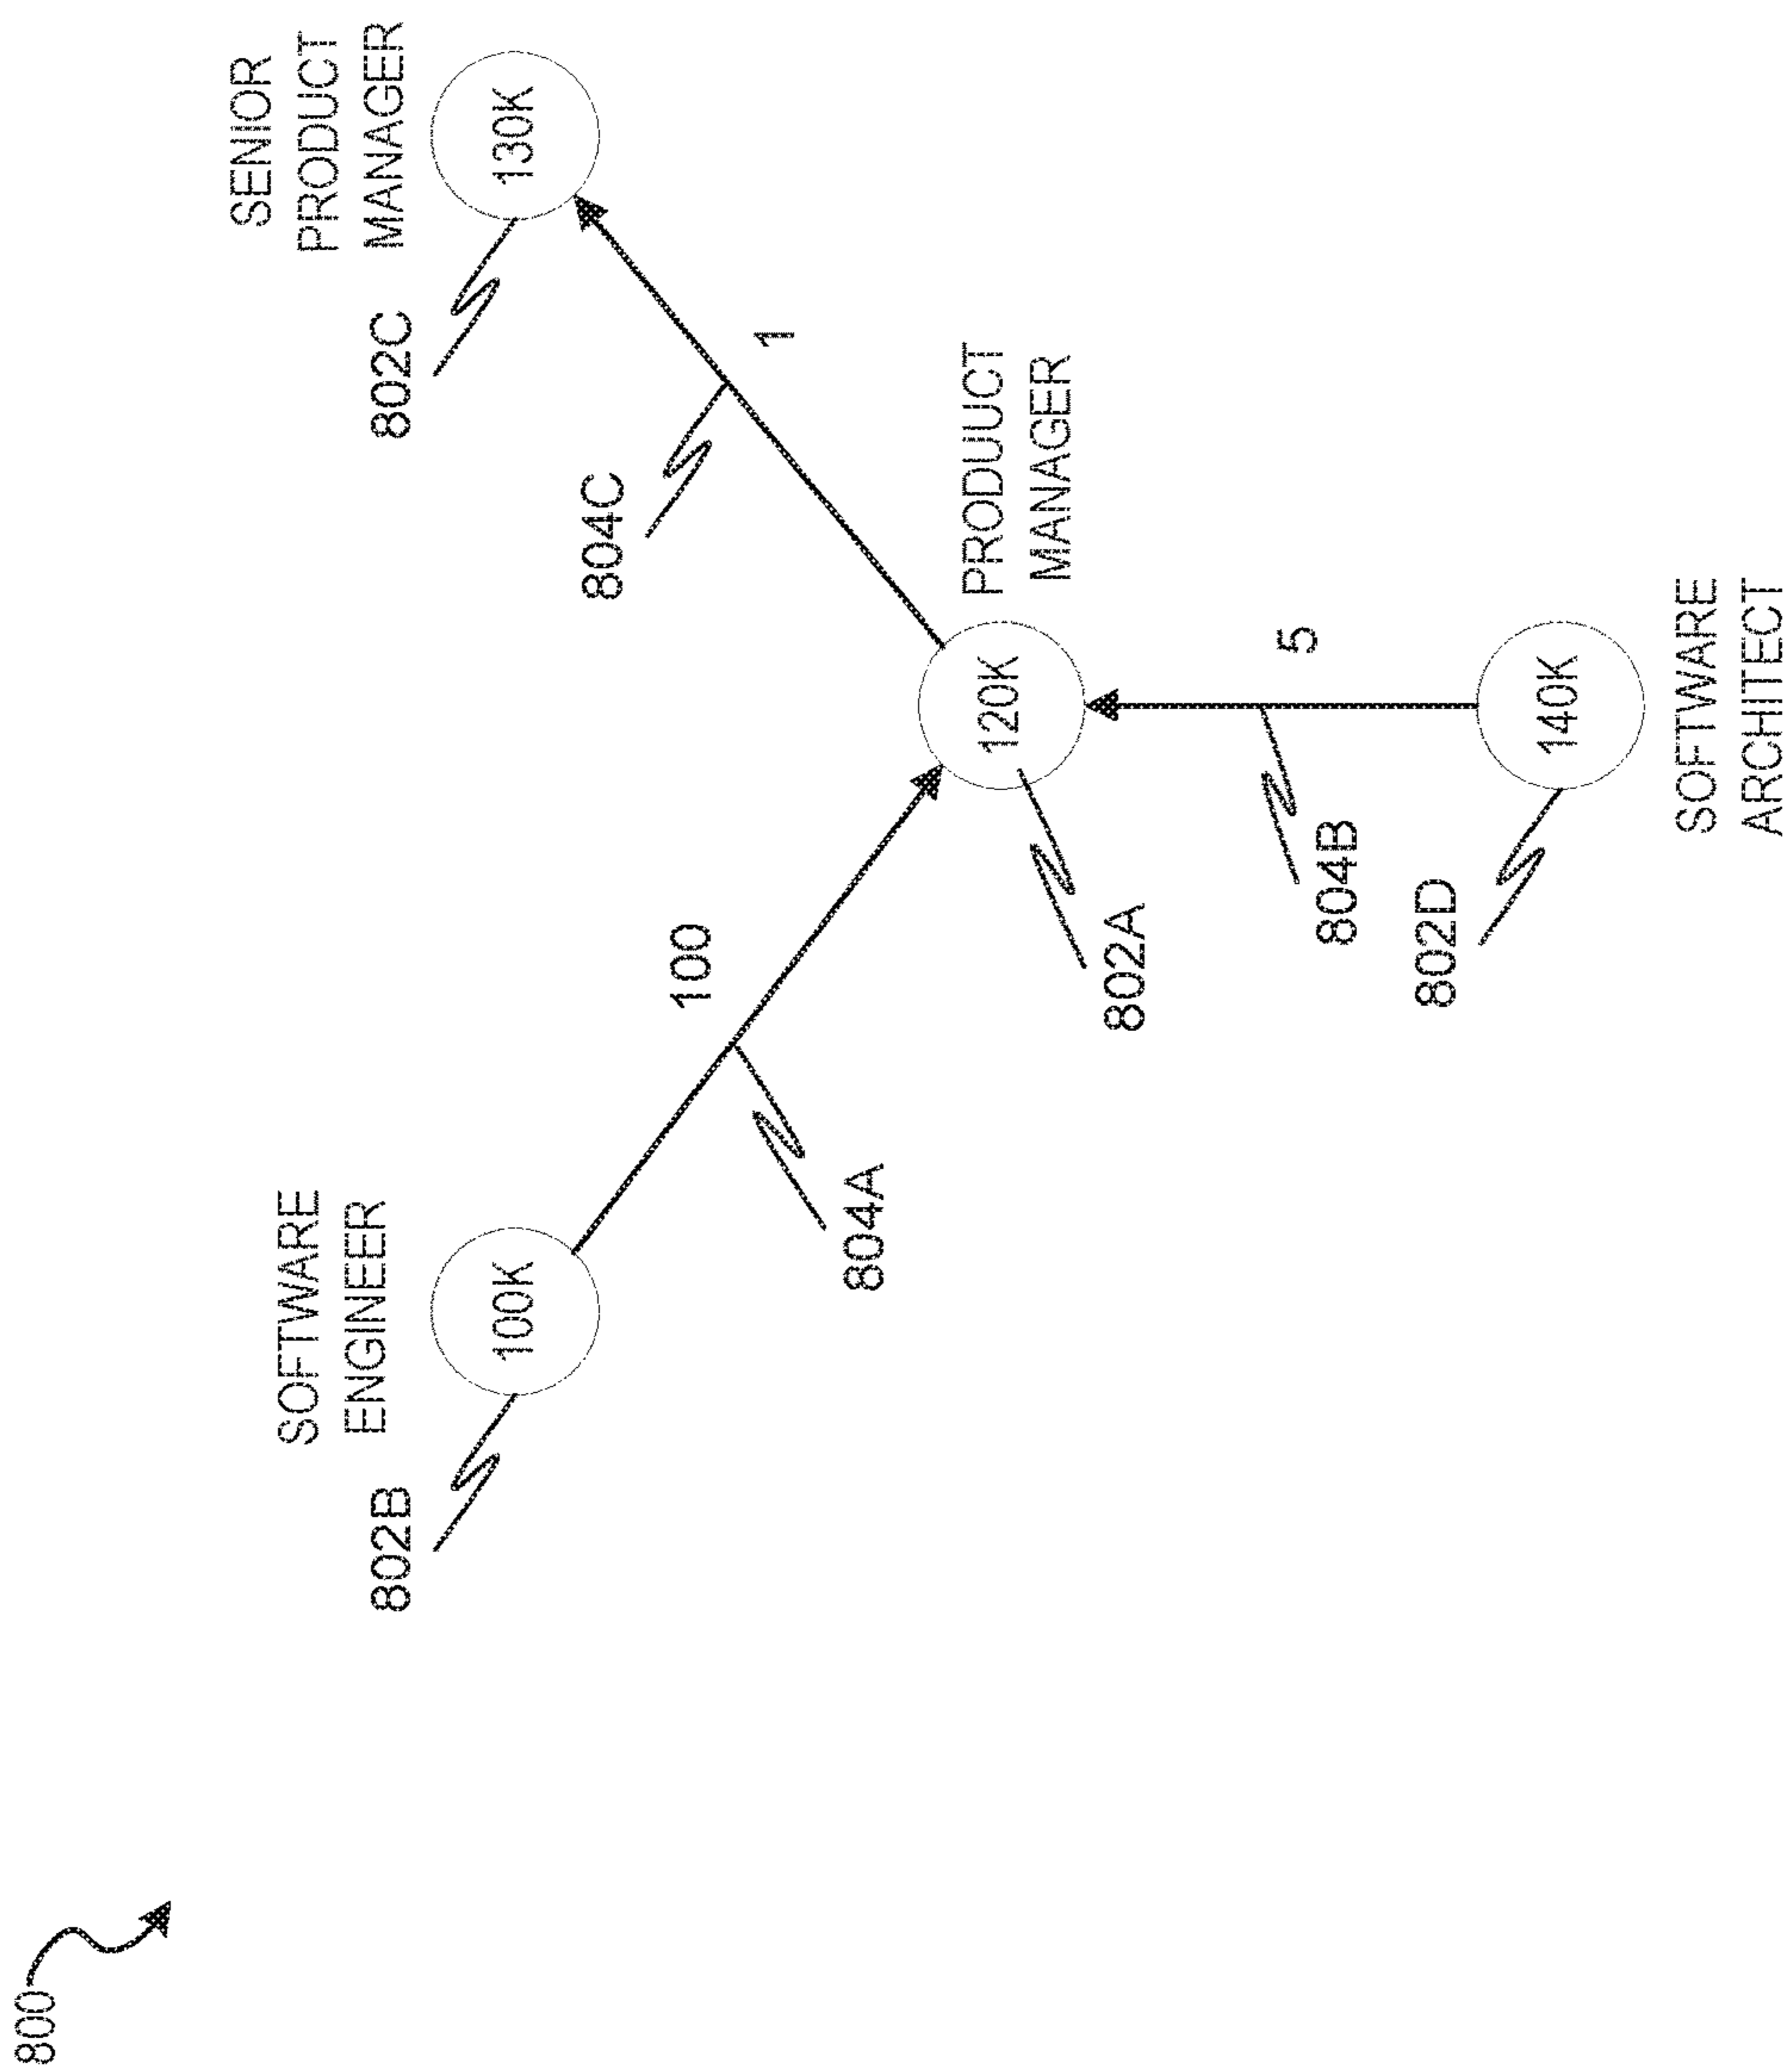 800
SOFTWARE
ENGINEER
802B
100K
SENIOR
PRODUCT
MANAGER
802C
130K
804C
100
1
804A
PRODUUCT
MANAGER
120K
802A
5
804B
802D
140K
SOFTWARE
ARCHITECT